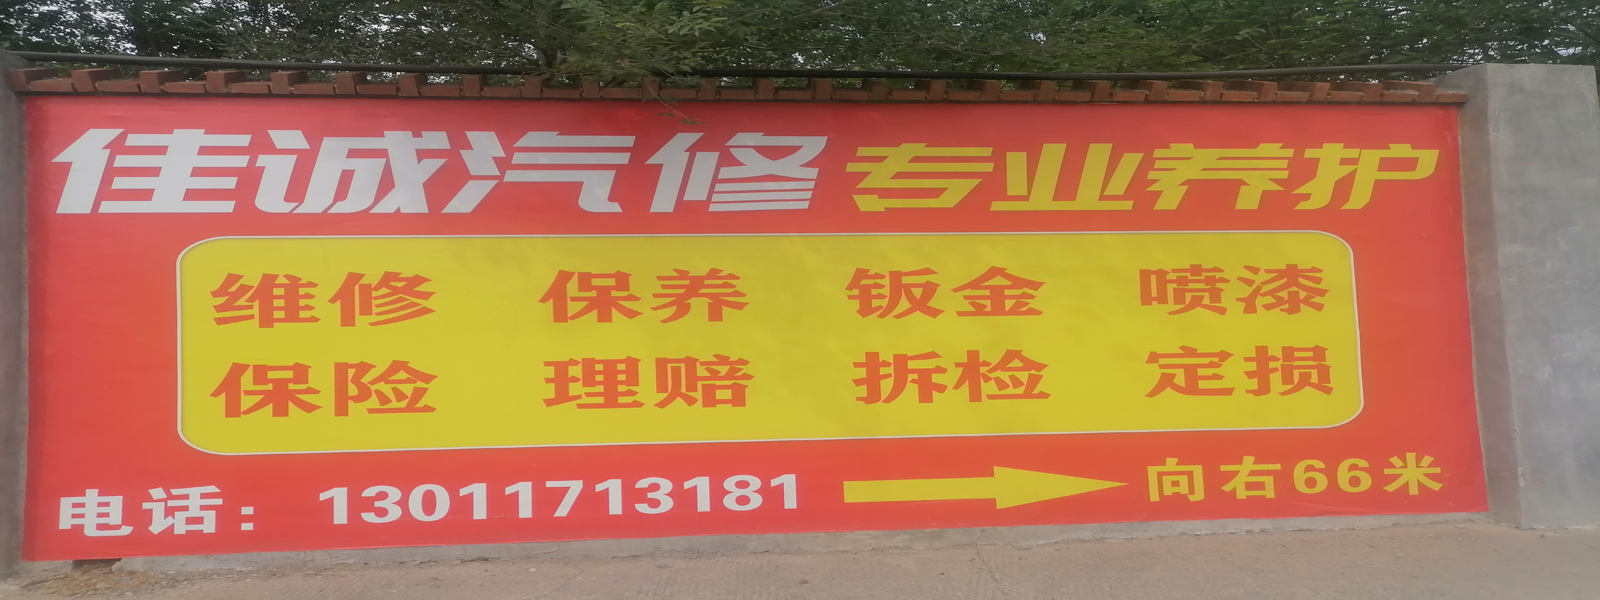 佳诚汽修 专业养护
维修 保养 钣金 喷漆
保险 理赔 拆检 定损
电话：13011713181 向右66米